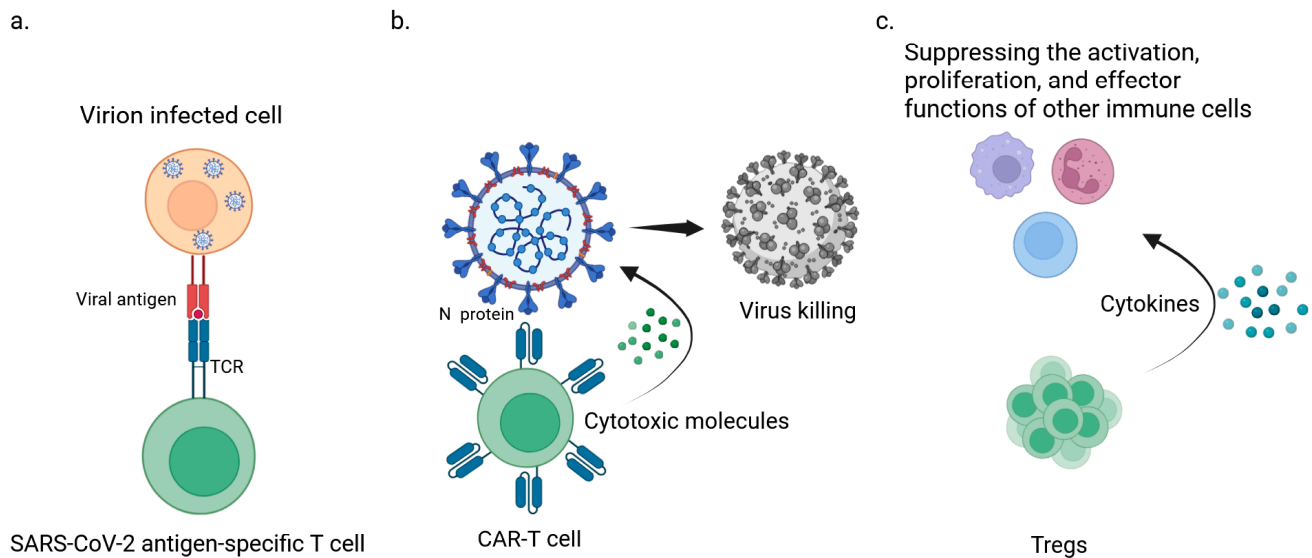 a.
Virion infected cell
Viral antigen
TCR
SARS-CoV-2 antigen-specific T cell
b.
N protein
Virus killing
Cytotoxic molecules
CAR-T cell
c.
Suppressing the activation,
proliferation, and effector
functions of other immune cells
Cytokines
Tregs